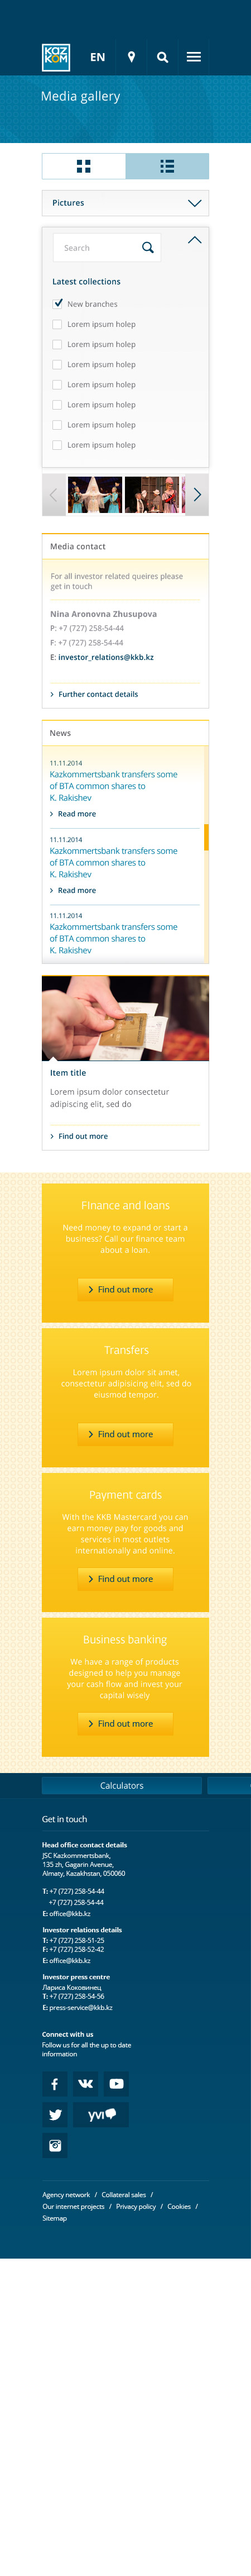 KAZ
KOM
EN
Media gallery
Pictures
Search
Latest collections
New branches
Lorem ipsum holep
Lorem ipsum holep
Lorem ipsum holep
Lorem ipsum holep
Lorem ipsum holep
Lorem ipsum holep
Lorem ipsum holep
Media contact
For all investor related queires please
get in touch
Nina Aronovna Zhusupova
P: +7 (727) 258-54-44
F: +7 (727) 258-54-44
E: investor_relations@kkb.kz
Further contact details
News
11.11.2014
Kazkommertsbank transfers some
of BTA common shares to
K. Rakishev
Read more
11.11.2014
Kazkommertsbank transfers some
of BTA common shares to
K. Rakishev
Read more
11.11.2014
Kazkommertsbank transfers some
of BTA common shares to
K. Rakishev
Item title
Lorem ipsum dolor consectetur
adipiscing elit, sed do
Find out more
FInance and loans
Need money to expand or start a
business? Call our finance team
about a loan.
Find out more
Transfers
Lorem ipsum dolor sit amet,
consectetur adipisicing elit, sed do
eiusmod tempor.
Find out more
Payment cards
With the KKB Mastercard you can
earn money pay for goods and
services in most outiets
internationally and online.
Find out more
Business banking
We have a range of products
designed to help you manage
your cash flow and invest your
capital wisely
Find out more
Calculators
Get in touch
Head office contact details
JSC Kazkommertsbank,
135 zh, Gagarin Avenue,
Almaty, Kazakhstan, 050060
T: +7 (727) 258-54-44
+7 (727) 258-54-44
E: office@kkb.kz
Investor relations details
T: +7 (727) 258-51-25
F: +7 (727) 258-52-42
E: office@kkb.kz
Investor press centre
Лариса Коковинец
T: +7 (727) 258-54-56
E: press-service@kkb.kz
Connect with us
Follow us for all the up to date
information
yvi
Agency network / Collateral sales /
Our internet projects / Privacy policy / Cookies /
Sitemap